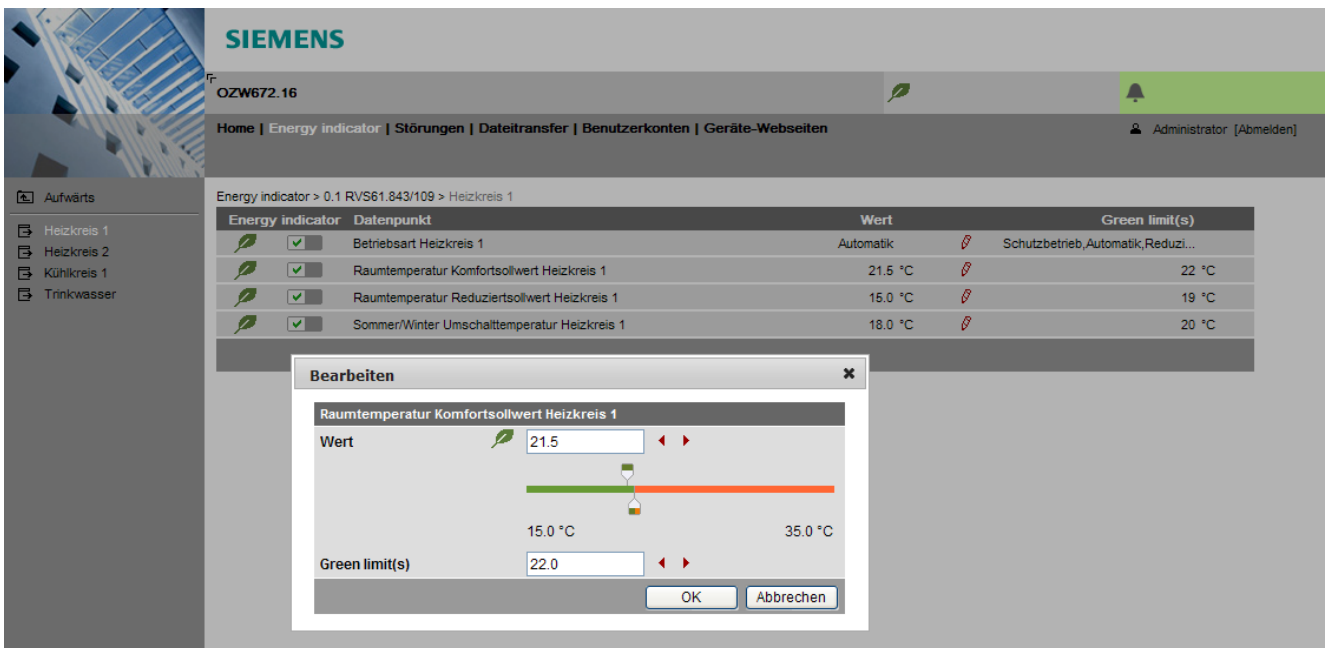 SIEMENS
OZW672.16
Home | Energy indicator | Störungen | Dateitransfer | Benutzerkonten | Geräte-Webseiten
Administrator [Abmelden]
Aufwärts
Heizkreis 1
Heizkreis 2
Kühlkreis 1
Trinkwasser
Energy indicator > 0.1 RVS61.843/109 > Heizkreis 1
Energy indicator Datenpunkt Wert Green limit(s)
Betriebsart Heizkreis 1 Automatik Schutzbetrieb,Automatik,Reduzi...
Raumtemperatur Komfortsollwert Heizkreis 1 21.5 °C 22 °C
Raumtemperatur Reduziertsollwert Heizkreis 1 15.0 °C 19 °C
Sommer/Winter Umschalttemperatur Heizkreis 1 18.0 °C 20 °C
Bearbeiten
Raumtemperatur Komfortsollwert Heizkreis 1
Wert 21.5
15.0 °C 35.0 °C
Green limit(s) 22.0
OK Abbrechen